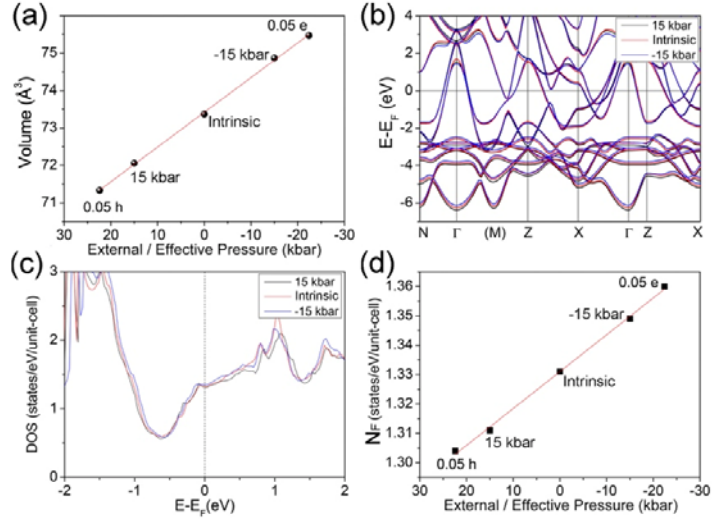 (a)
0.05 e
-15 kbar
Intrinsic
15 kbar
0.05 h
75
74
73
72
71
Volume (Å³)
30 20 10 0 -10 -20 -30
External / Effective Pressure (kbar)
(b)
15 kbar
Intrinsic
-15 kbar
4
2
0
-2
-4
-6
E-E_F (eV)
N Γ (M) Z X Γ Z X
(c)
15 kbar
Intrinsic
-15 kbar
3
2
1
0
DOS (states/eV/unit-cell)
-2 -1 0 1 2
E-E_F(eV)
(d)
0.05 e
-15 kbar
Intrinsic
15 kbar
0.05 h
1.36
1.35
1.34
1.33
1.32
1.31
1.30
N_F (states/eV/unit-cell)
30 20 10 0 -10 -20 -30
External / Effective Pressure (kbar)